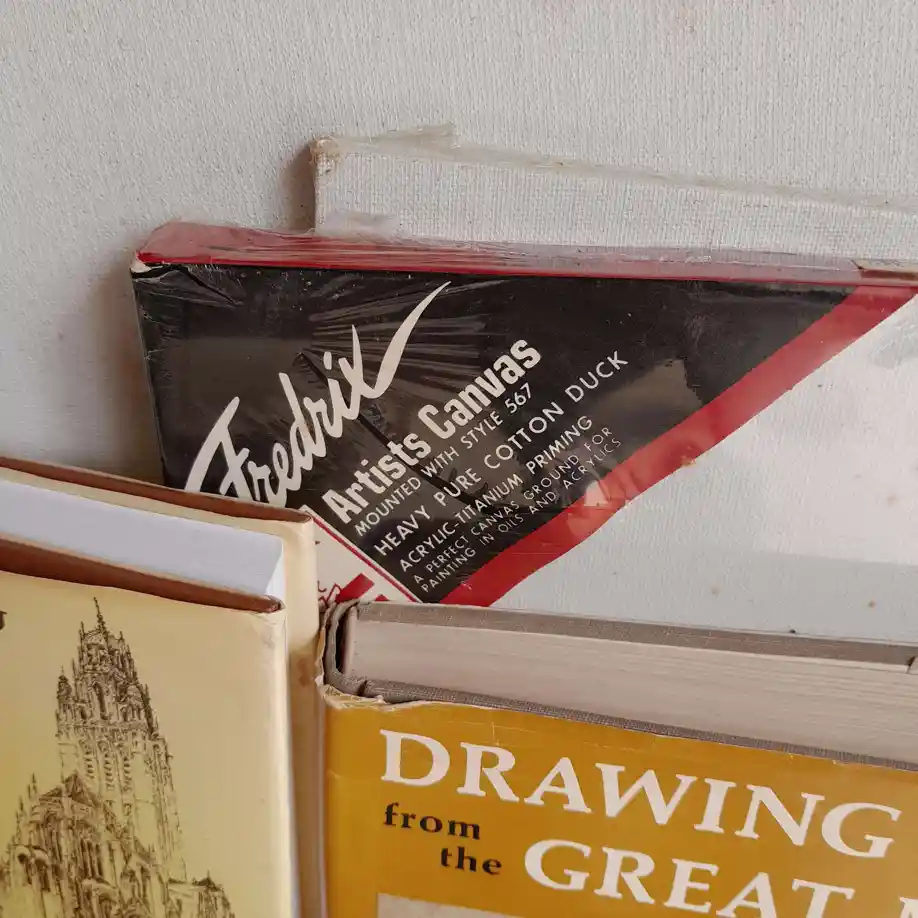 Fredrix
Artists Canvas
MOUNTED WITH STYLE 567
HEAVY PURE COTTON DUCK
ACRYLIC-TITANIUM PRIMING
A PERFECT CANVAS GROUND FOR
PAINTING IN OILS AND ACRYLICS
DRAWING
from
the GREAT